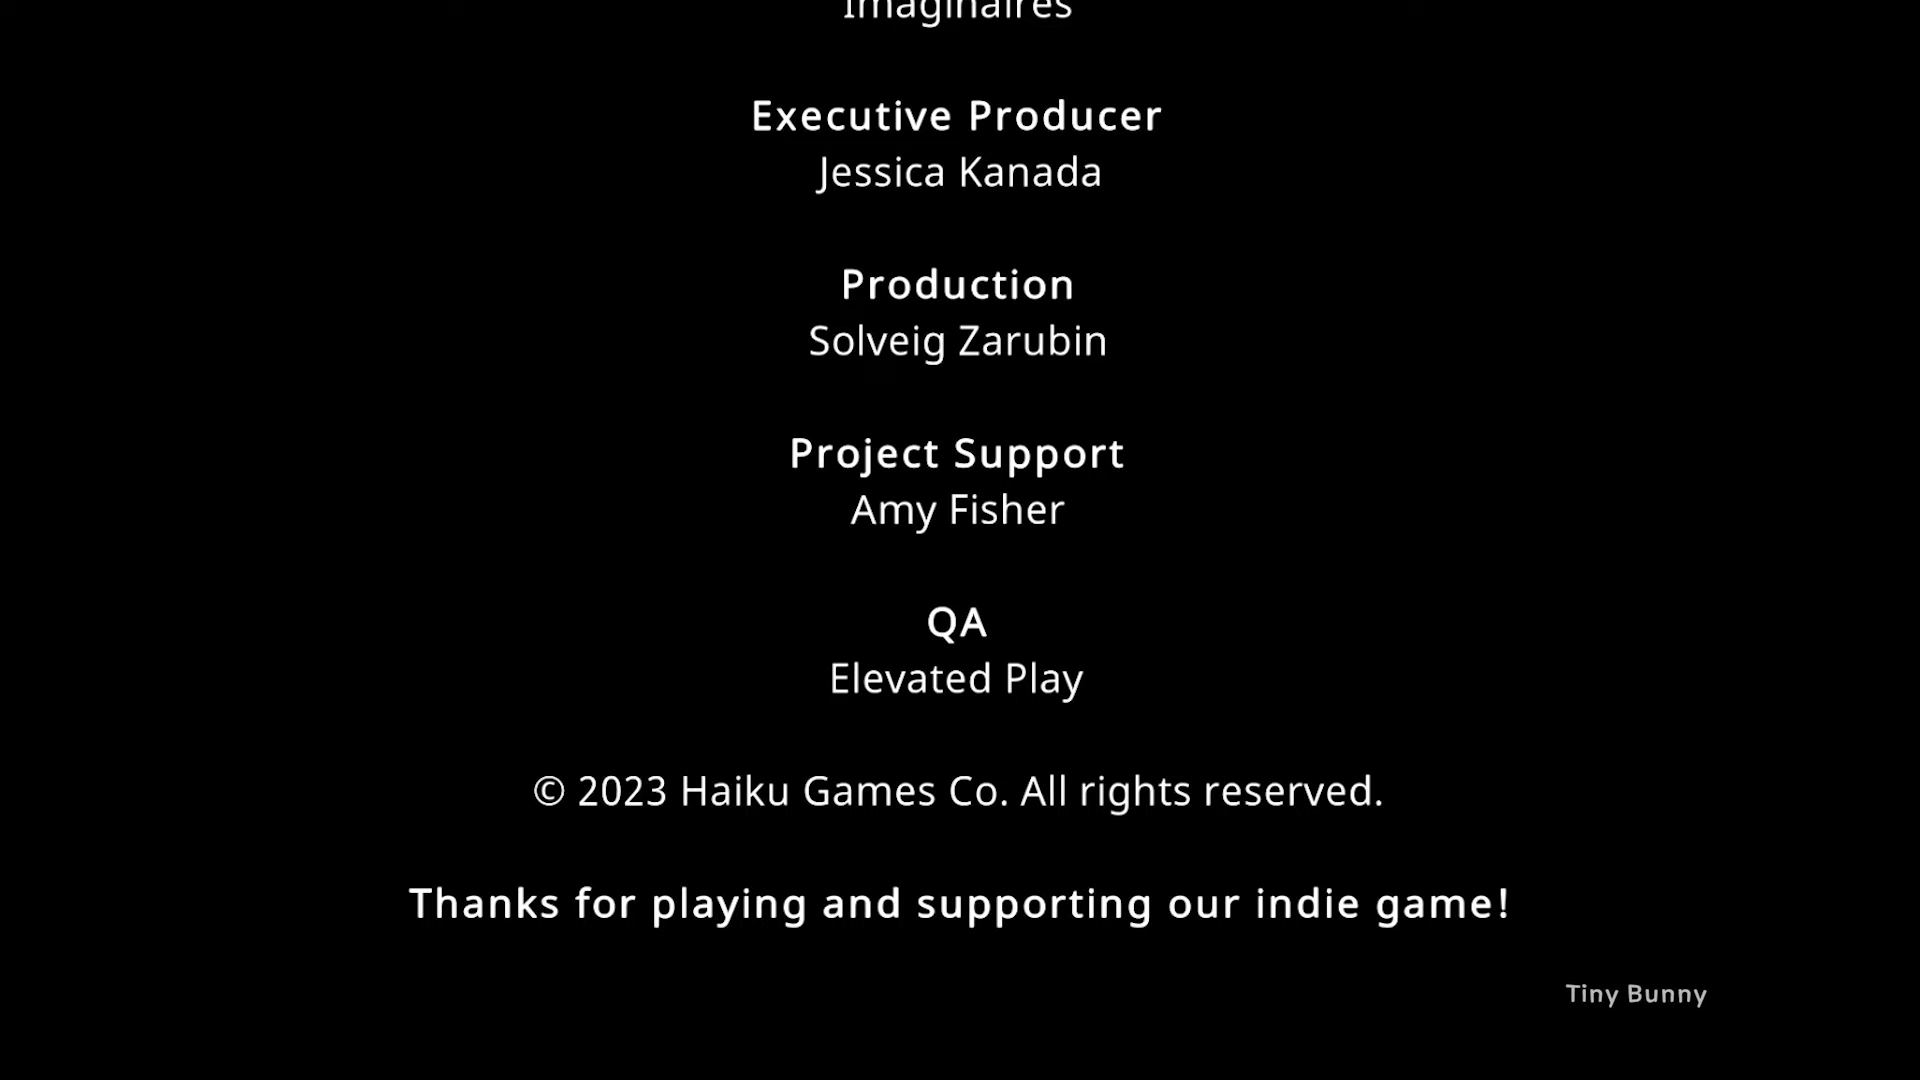 Imaginaires
Executive Producer
Jessica Kanada
Production
Solveig Zarubin
Project Support
Amy Fisher
QA
Elevated Play
© 2023 Haiku Games Co. All rights reserved.
Thanks for playing and supporting our indie game!
Tiny Bunny